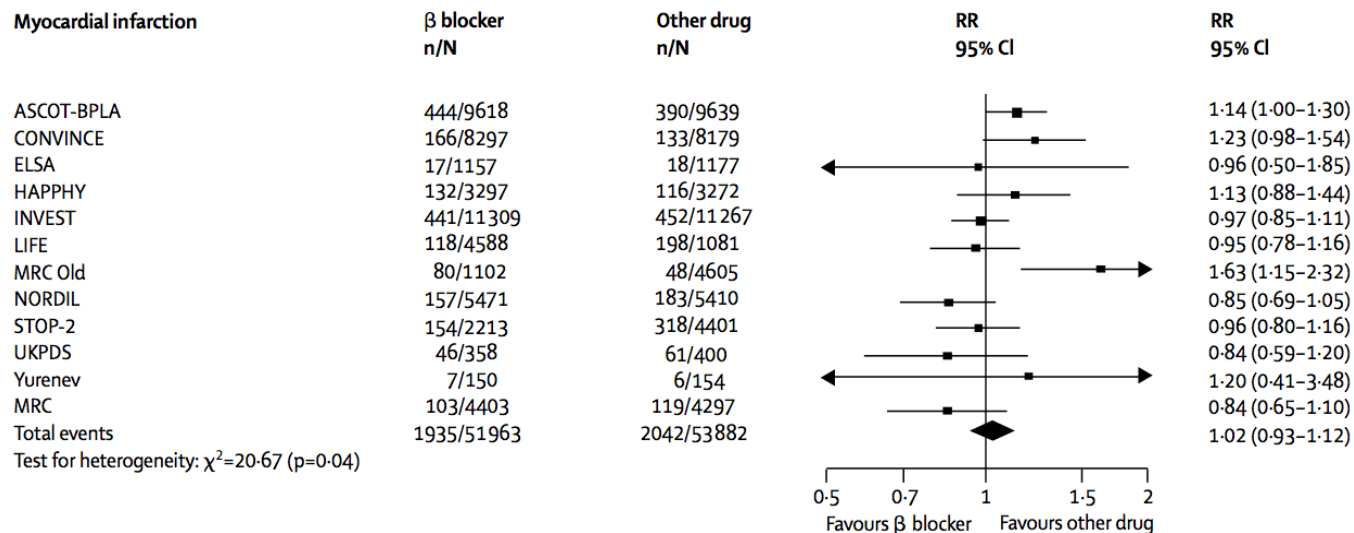 Myocardial infarction β blocker Other drug RR RR
n/N n/N 95% CI 95% CI
ASCOT-BPLA 444/9618 390/9639 1·14 (1·00–1·30)
CONVINCE 166/8297 133/8179 1·23 (0·98–1·54)
ELSA 17/1157 18/1177 0·96 (0·50–1·85)
HAPPHY 132/3297 116/3272 1·13 (0·88–1·44)
INVEST 441/11309 452/11267 0·97 (0·85–1·11)
LIFE 118/4588 198/1081 0·95 (0·78–1·16)
MRC Old 80/1102 48/4605 1·63 (1·15–2·32)
NORDIL 157/5471 183/5410 0·85 (0·69–1·05)
STOP-2 154/2213 318/4401 0·96 (0·80–1·16)
UKPDS 46/358 61/400 0·84 (0·59–1·20)
Yurenev 7/150 6/154 1·20 (0·41–3·48)
MRC 103/4403 119/4297 0·84 (0·65–1·10)
Total events 1935/51963 2042/53882 1·02 (0·93–1·12)
Test for heterogeneity: χ²=20·67 (p=0·04)
0·5 0·7 1 1·5 2
Favours β blocker Favours other drug